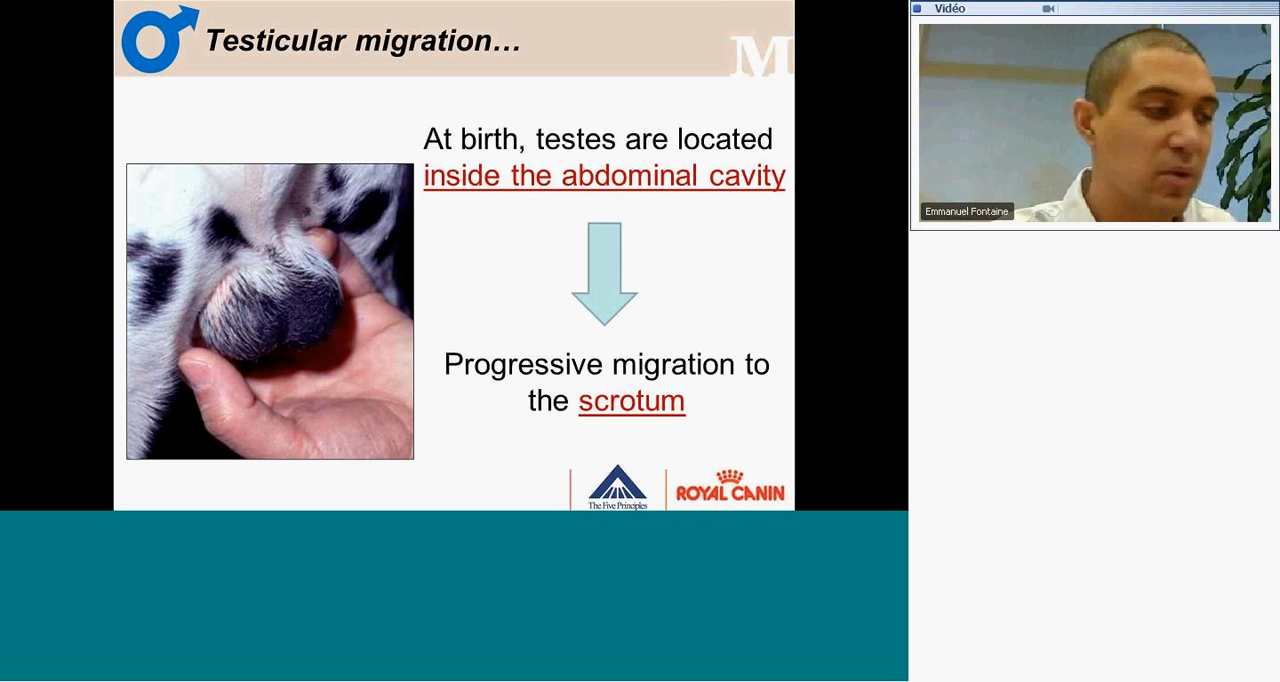 Testicular migration…
M
At birth, testes are located
inside the abdominal cavity
Progressive migration to
the scrotum
The Five Principles
ROYAL CANIN
Vidéo
Emmanuel Fontaine